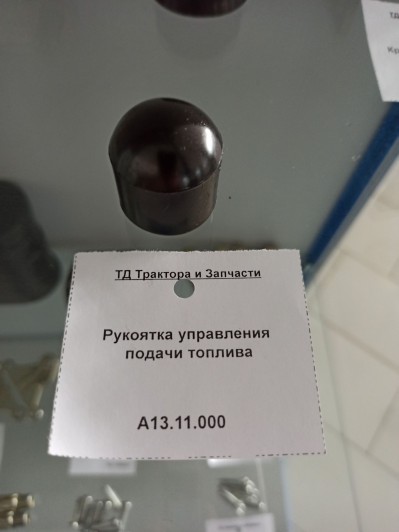 ТД Трактора и Запчасти
Рукоятка управления
подачи топлива
А13.11.000